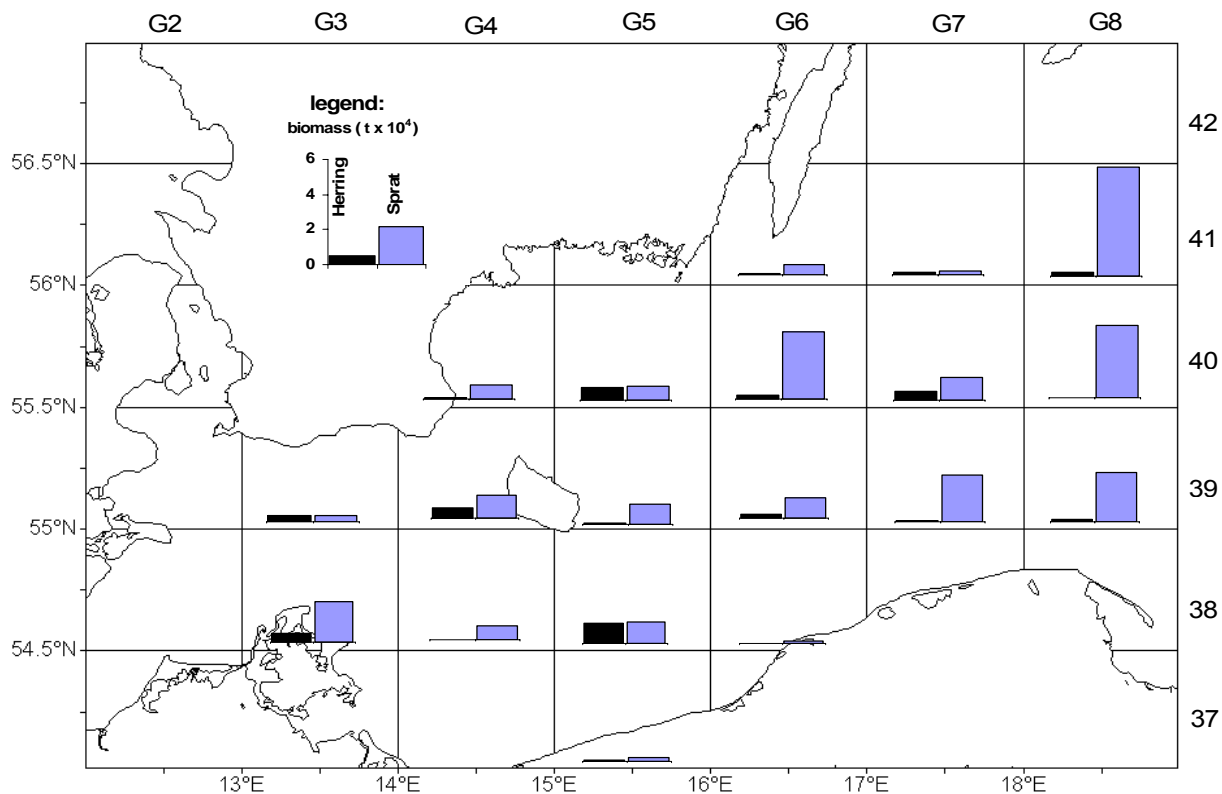 G2 G3 G4 G5 G6 G7 G8
legend:
biomass ( t x 10⁴)
6
4
2
0
Herring
Sprat
42
56.5°N
41
56°N
40
55.5°N
39
55°N
38
54.5°N
37
13°E 14°E 15°E 16°E 17°E 18°E